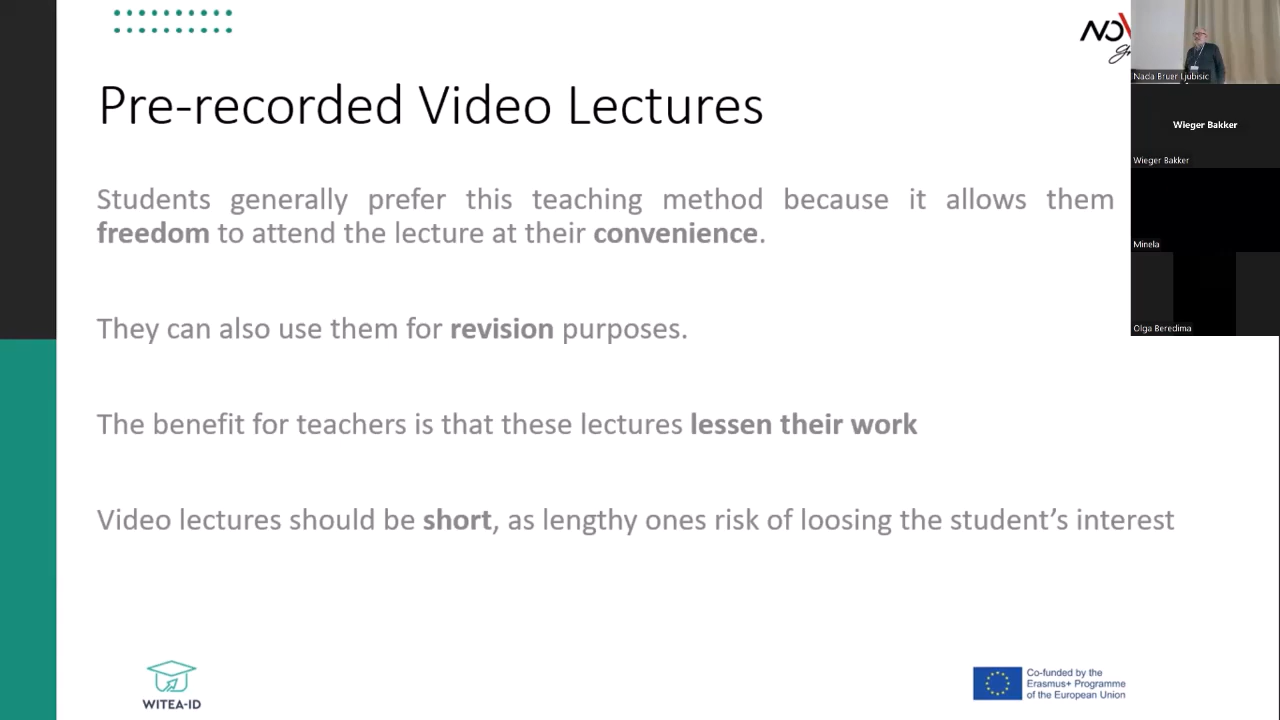 Pre-recorded Video Lectures
Students generally prefer this teaching method because it allows them
freedom to attend the lecture at their convenience.
They can also use them for revision purposes.
The benefit for teachers is that these lectures lessen their work
Video lectures should be short, as lengthy ones risk of loosing the student's interest
WITEA-ID
Co-funded by the
Erasmus+ Programme
of the European Union
Nada Bruer Ljubisic
Wieger Bakker
Wieger Bakker
Minela
Olga Beredima